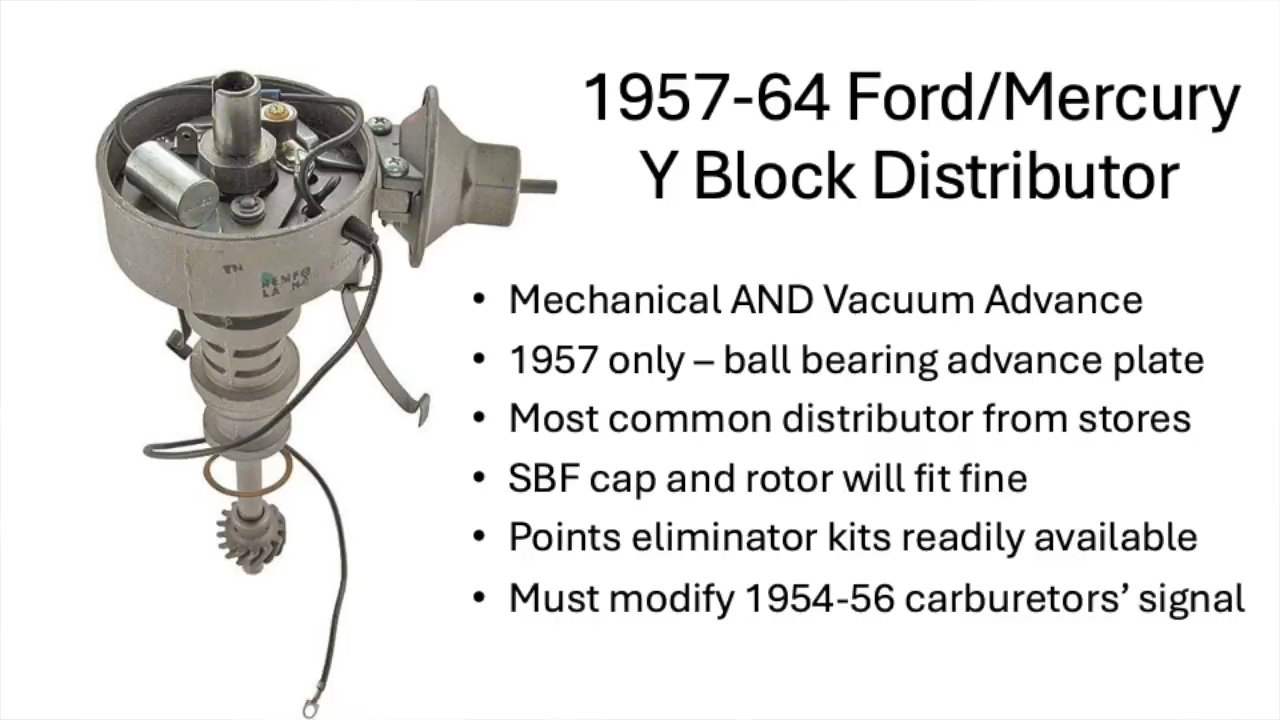 1957-64 Ford/Mercury
Y Block Distributor
• Mechanical AND Vacuum Advance
• 1957 only – ball bearing advance plate
• Most common distributor from stores
• SBF cap and rotor will fit fine
• Points eliminator kits readily available
• Must modify 1954-56 carburetors’ signal